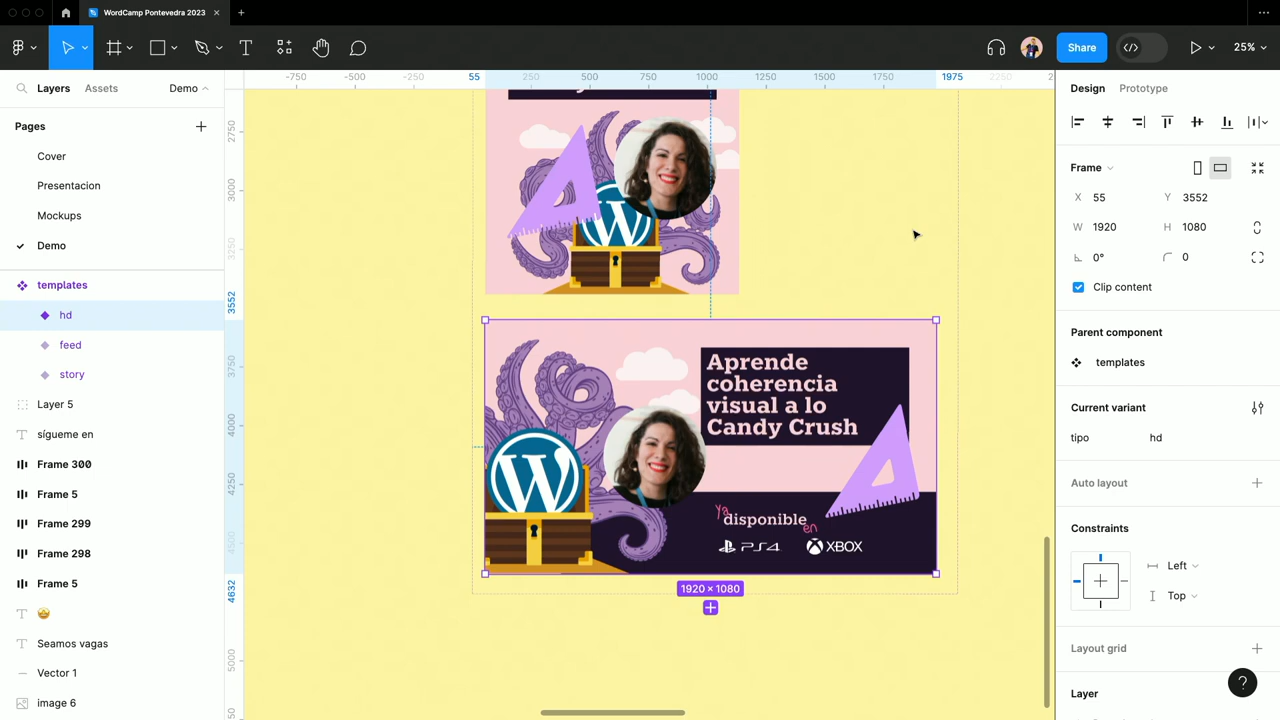 WordCamp Pontevedra 2023
Share
25%
Layers
Assets
Demo
Pages
Cover
Presentacion
Mockups
Demo
templates
hd
feed
story
Layer 5
sígueme en
Frame 300
Frame 5
Frame 299
Frame 298
Frame 5
🤩
Seamos vagas
Vector 1
image 6
-750
-500
-250
55
250
500
750
1000
1250
1500
1750
1975
2250
2750
3000
3250
3552
3750
4000
4250
4500
4632
5000
Aprende
coherencia
visual a lo
Candy Crush
ya
disponible
en
PS4
XBOX
1920 × 1080
Design
Prototype
Frame
X 55
Y 3552
W 1920
H 1080
0°
0
Clip content
Parent component
templates
Current variant
tipo
hd
Auto layout
Constraints
Left
Top
Layout grid
Layer
?